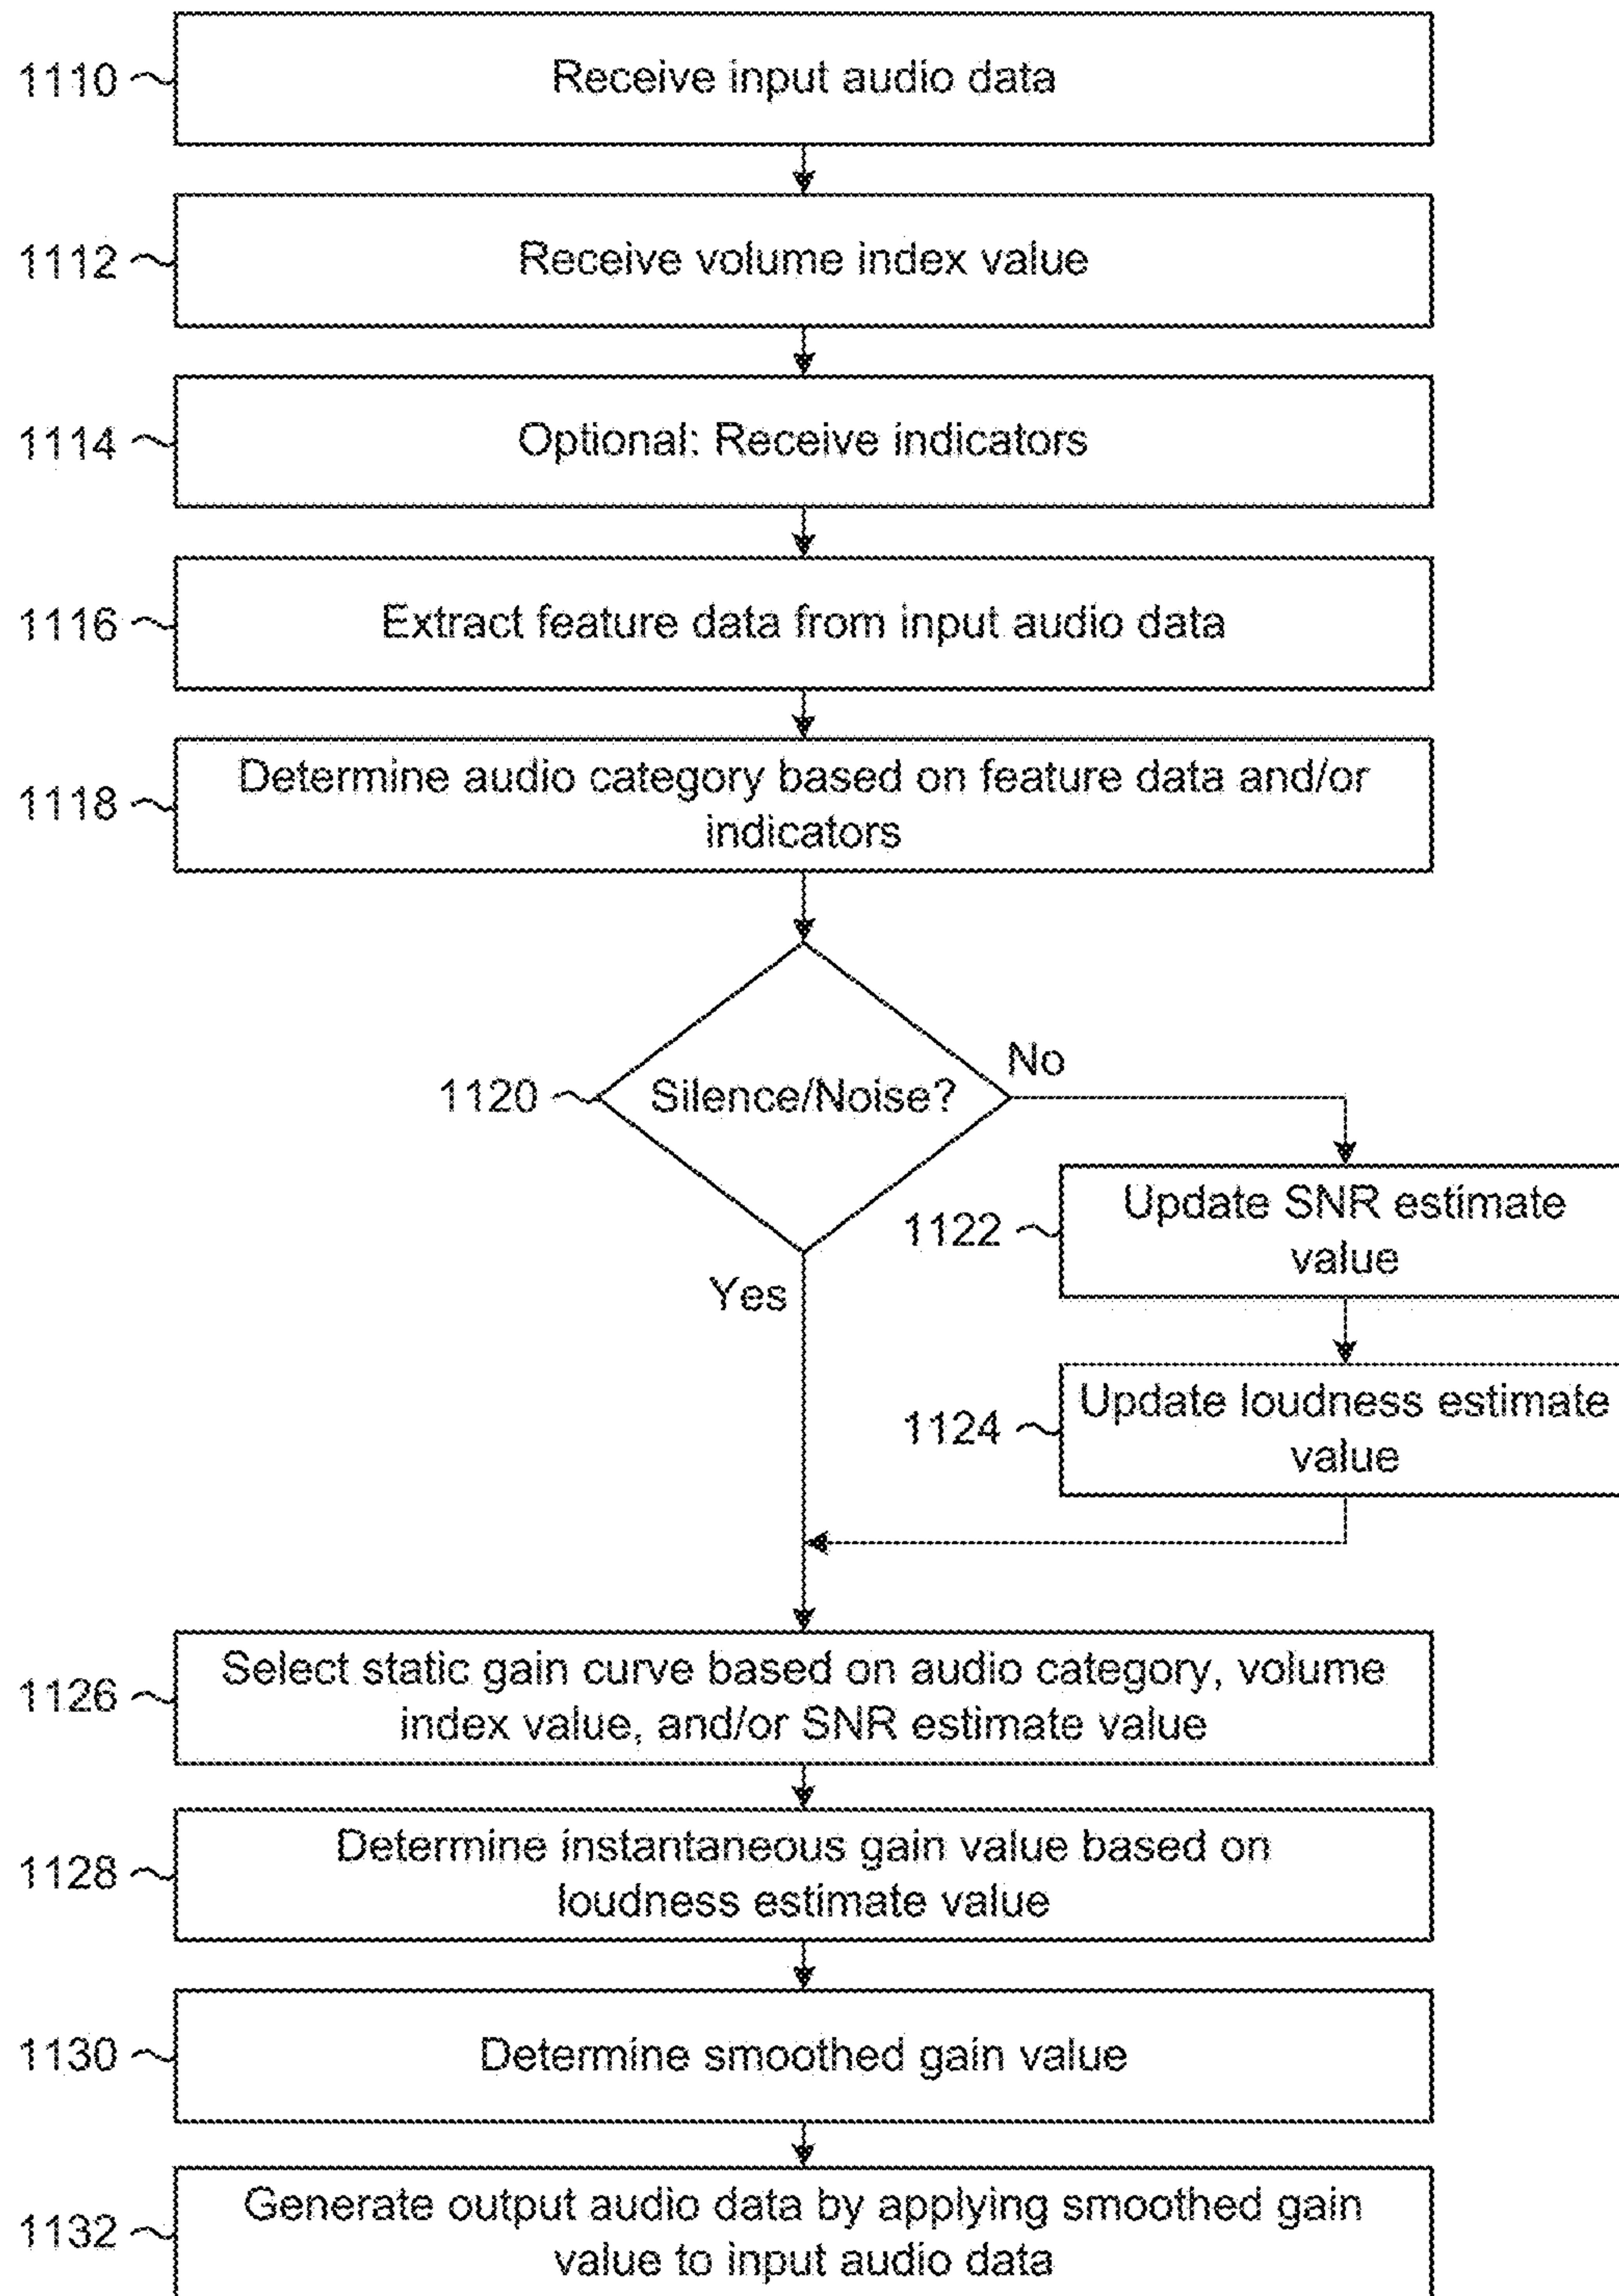 1110
Receive input audio data
1112
Receive volume index value
1114
Optional: Receive indicators
1116
Extract feature data from input audio data
1118
Determine audio category based on feature data and/or
indicators
1120
Silence/Noise?
No
Yes
1122
Update SNR estimate
value
1124
Update loudness estimate
value
1126
Select static gain curve based on audio category, volume
index value, and/or SNR estimate value
1128
Determine instantaneous gain value based on
loudness estimate value
1130
Determine smoothed gain value
1132
Generate output audio data by applying smoothed gain
value to input audio data